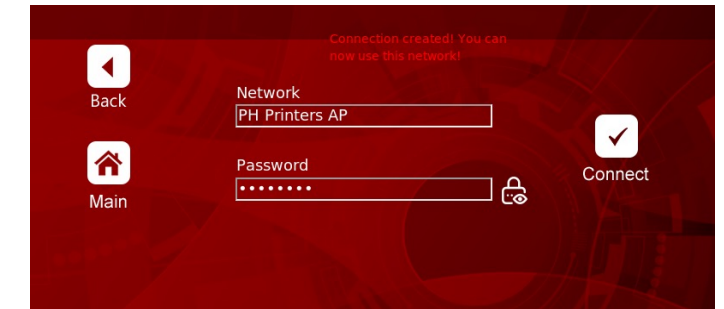 Connection created! You can
now use this network!
Back
Network
PH Printers AP
Password
••••••••
Connect
Main